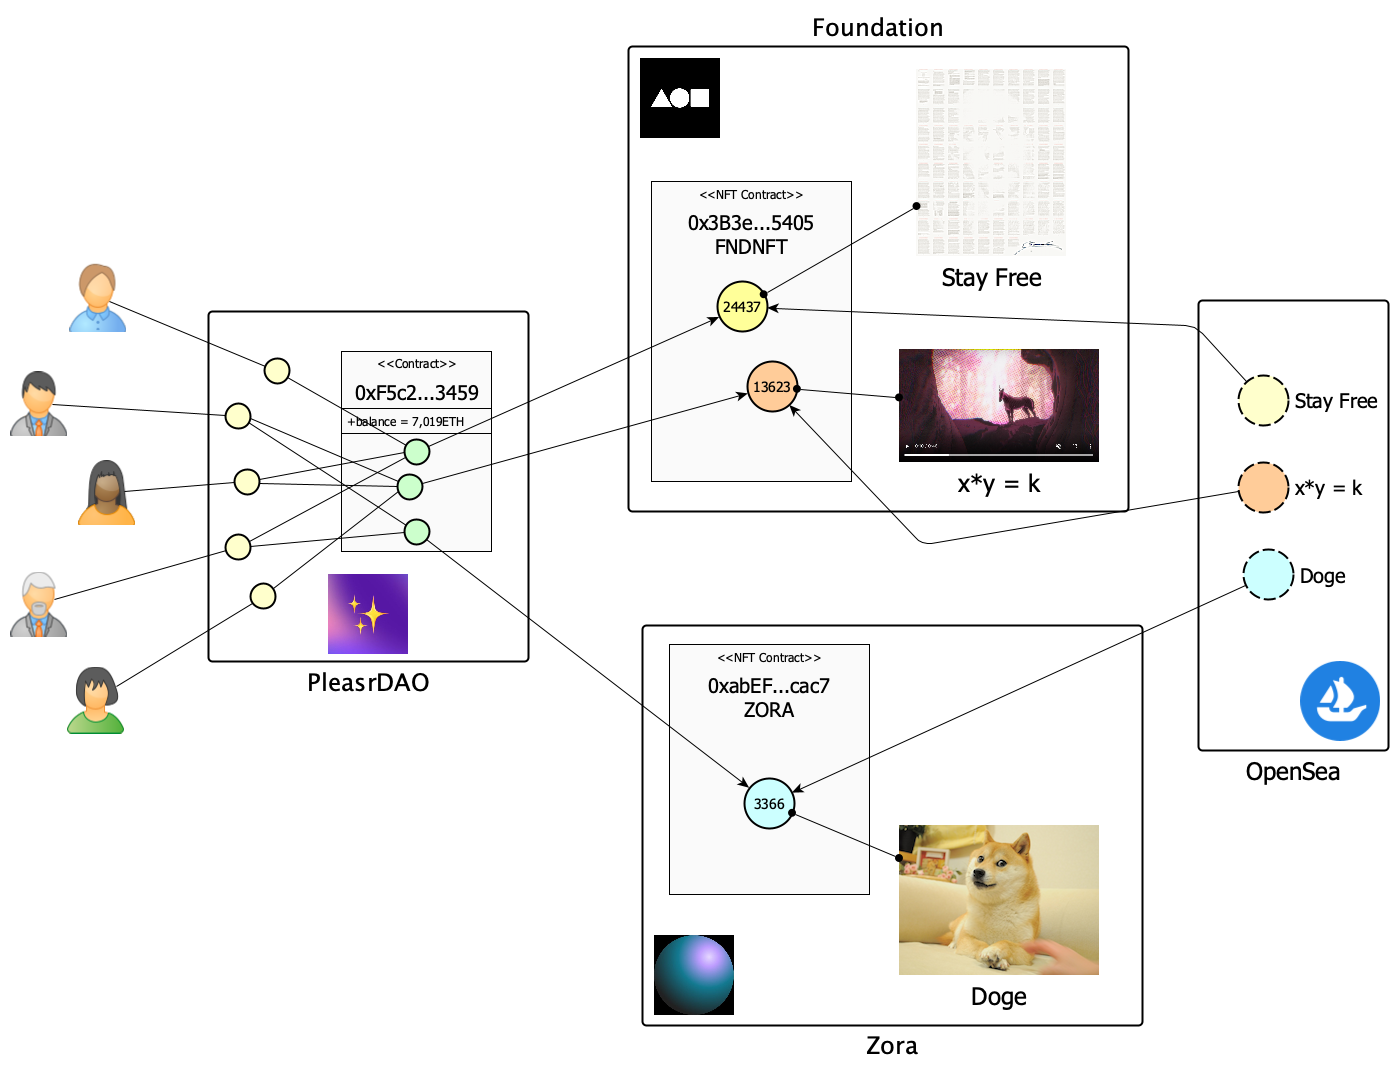 Foundation
<<NFT Contract>>
0x3B3e...5405
FNDNFT
24437
13623
Stay Free
x*y = k
<<Contract>>
0xF5c2...3459
+balance = 7,019ETH
PleasrDAO
Stay Free
x*y = k
Doge
OpenSea
<<NFT Contract>>
0xabEF...cac7
ZORA
3366
Doge
Zora